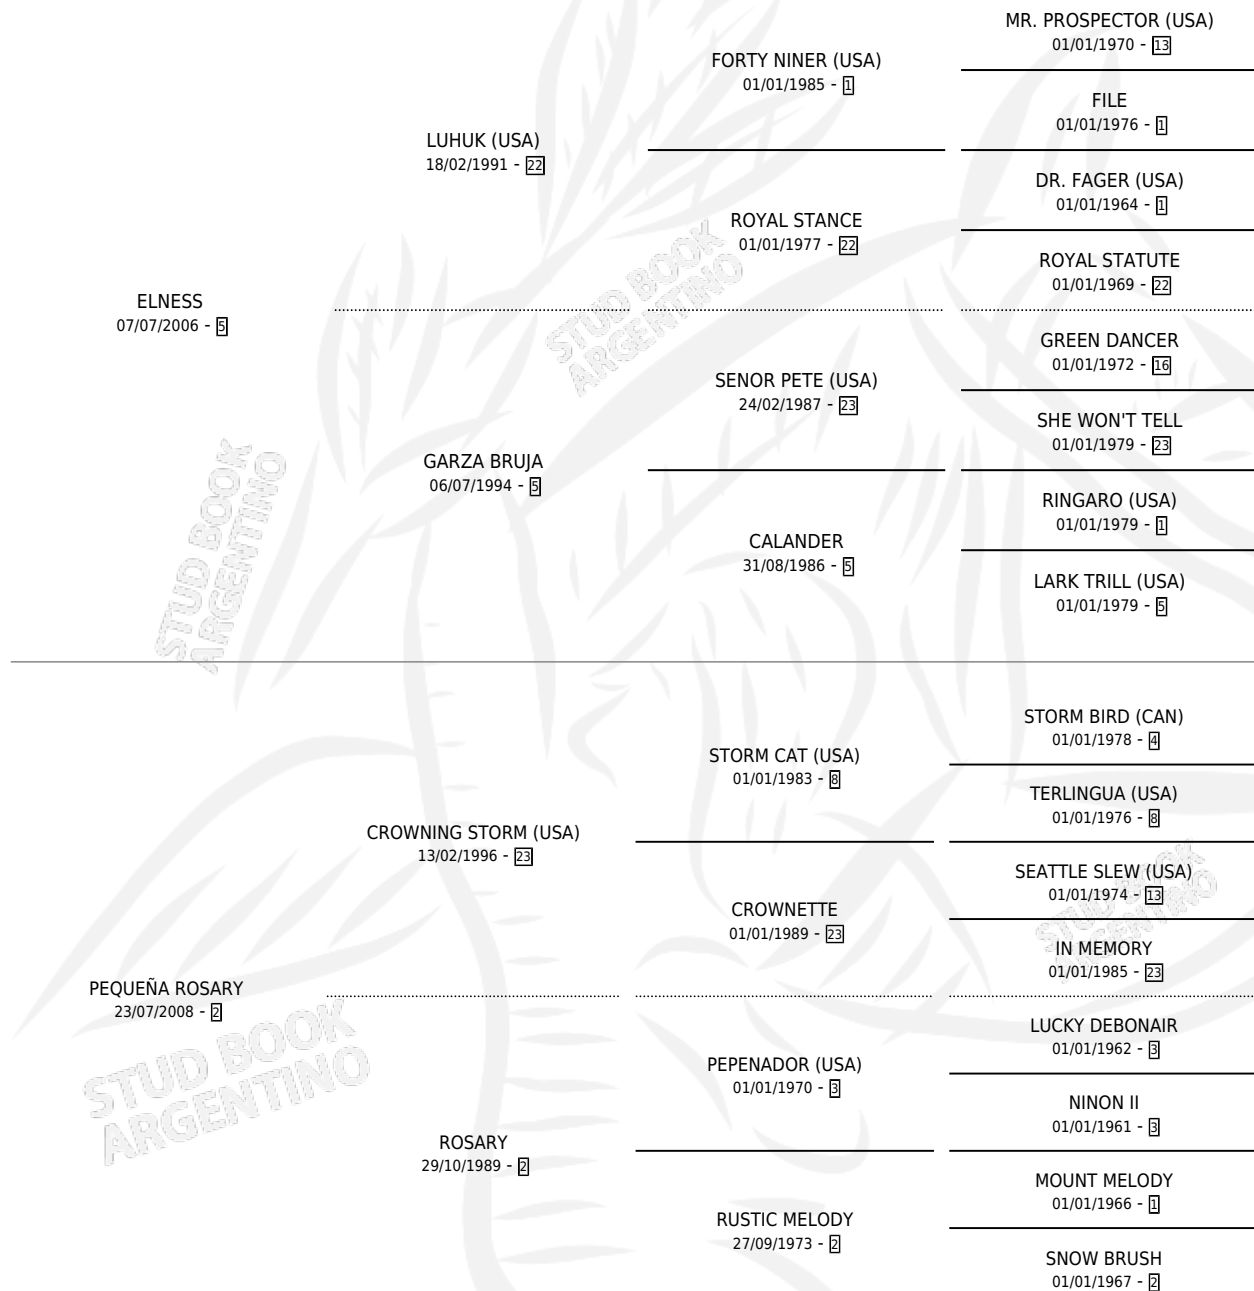 MR. PROSPECTOR (USA)
01/01/1970 - 13
FORTY NINER (USA)
01/01/1985 - 1
FILE
01/01/1976 - 1
LUHUK (USA)
18/02/1991 - 22
DR. FAGER (USA)
01/01/1964 - 1
ROYAL STANCE
01/01/1977 - 22
ROYAL STATUTE
01/01/1969 - 22
ELNESS
07/07/2006 - 5
GREEN DANCER
01/01/1972 - 16
SENOR PETE (USA)
24/02/1987 - 23
SHE WON'T TELL
01/01/1979 - 23
GARZA BRUJA
06/07/1994 - 5
RINGARO (USA)
01/01/1979 - 1
CALANDER
31/08/1986 - 5
LARK TRILL (USA)
01/01/1979 - 5
STORM BIRD (CAN)
01/01/1978 - 4
STORM CAT (USA)
01/01/1983 - 8
TERLINGUA (USA)
01/01/1976 - 8
CROWNING STORM (USA)
13/02/1996 - 23
SEATTLE SLEW (USA)
01/01/1974 - 13
CROWNETTE
01/01/1989 - 23
IN MEMORY
01/01/1985 - 23
PEQUEÑA ROSARY
23/07/2008 - 2
LUCKY DEBONAIR
01/01/1962 - 3
PEPENADOR (USA)
01/01/1970 - 3
NINON II
01/01/1961 - 3
ROSARY
29/10/1989 - 2
MOUNT MELODY
01/01/1966 - 1
RUSTIC MELODY
27/09/1973 - 2
SNOW BRUSH
01/01/1967 - 2
STUD BOOK
ARGENTINO
STUD BOOK
ARGENTINO
STUD BOOK
ARGENTINO
STUD BOOK
ARGENTINO